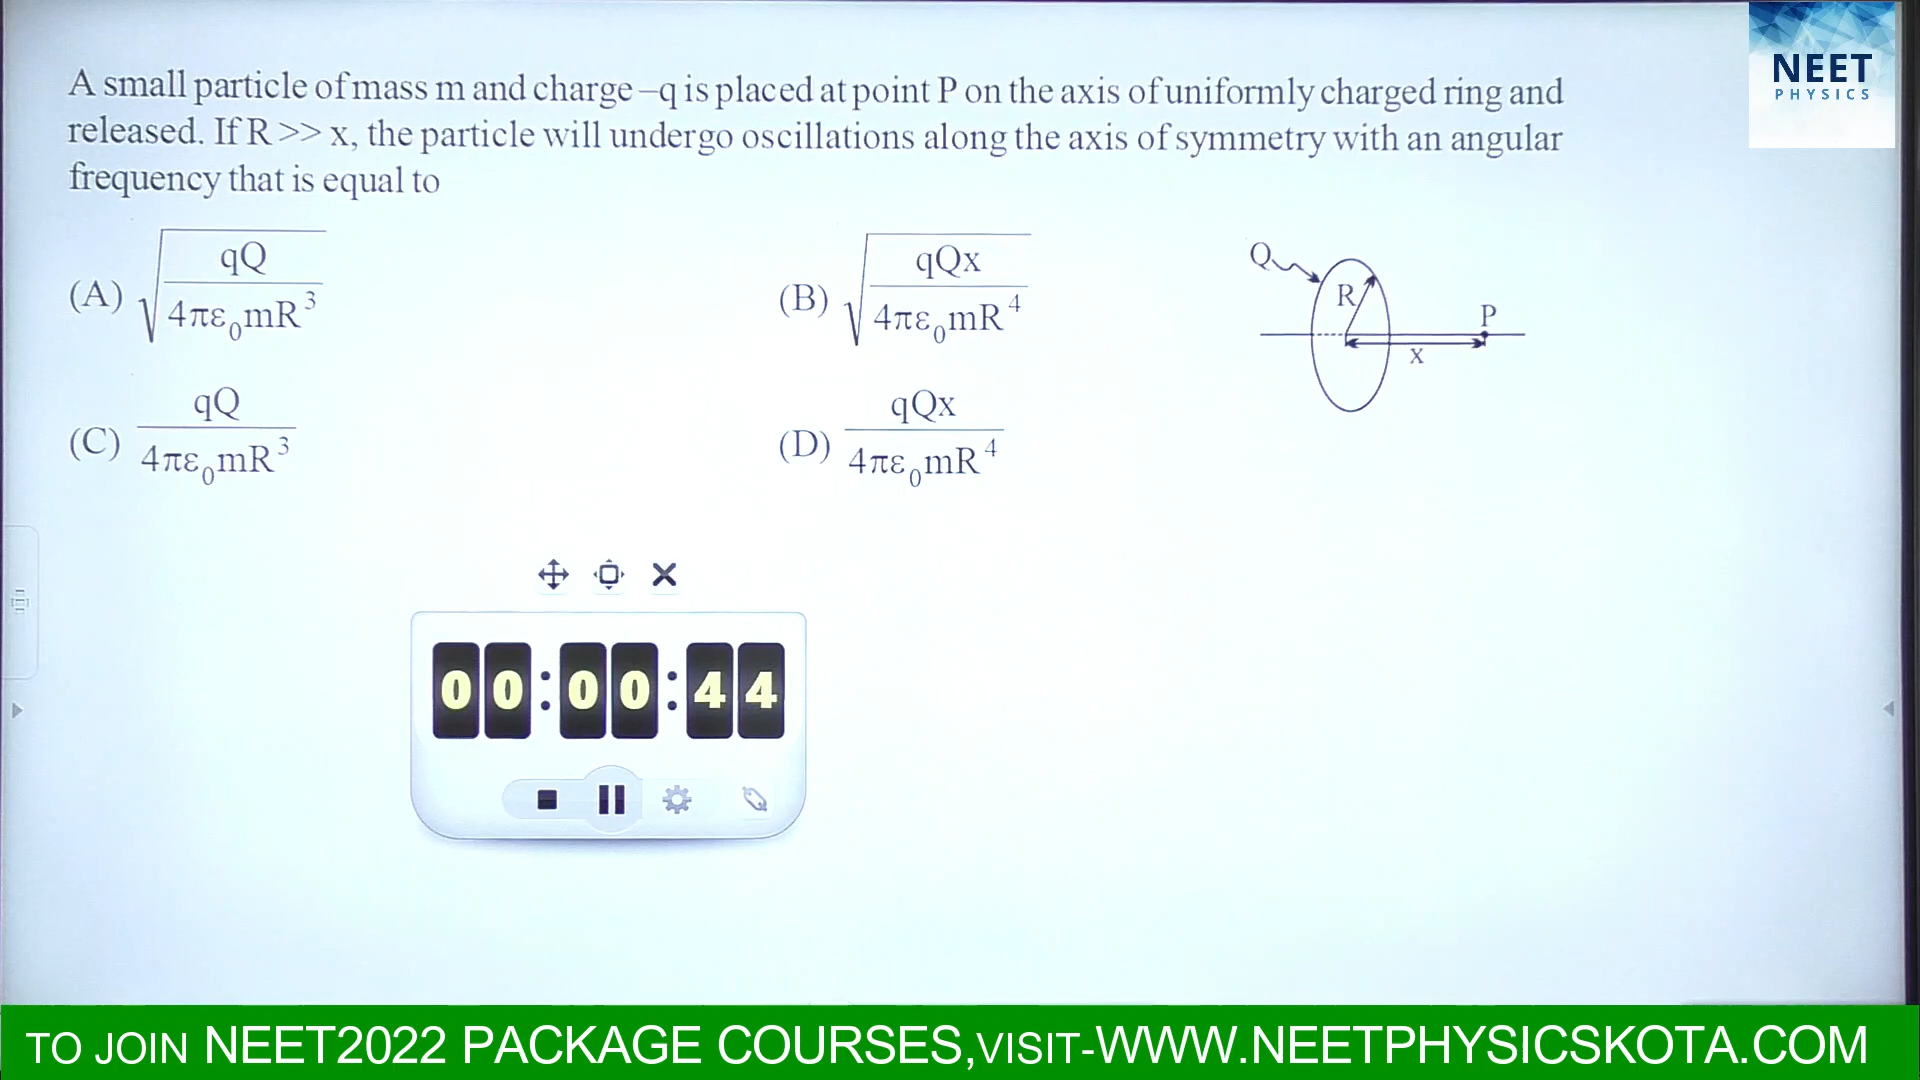 A small particle of mass m and charge –q is placed at point P on the axis of uniformly charged ring and
released. If R >> x, the particle will undergo oscillations along the axis of symmetry with an angular
frequency that is equal to
(A) √(qQ / 4πε₀mR³)
(B) √(qQx / 4πε₀mR⁴)
(C) qQ / 4πε₀mR³
(D) qQx / 4πε₀mR⁴
Q
R
P
x
NEET
PHYSICS
00:00:44
TO JOIN NEET2022 PACKAGE COURSES,VISIT-WWW.NEETPHYSICSKOTA.COM